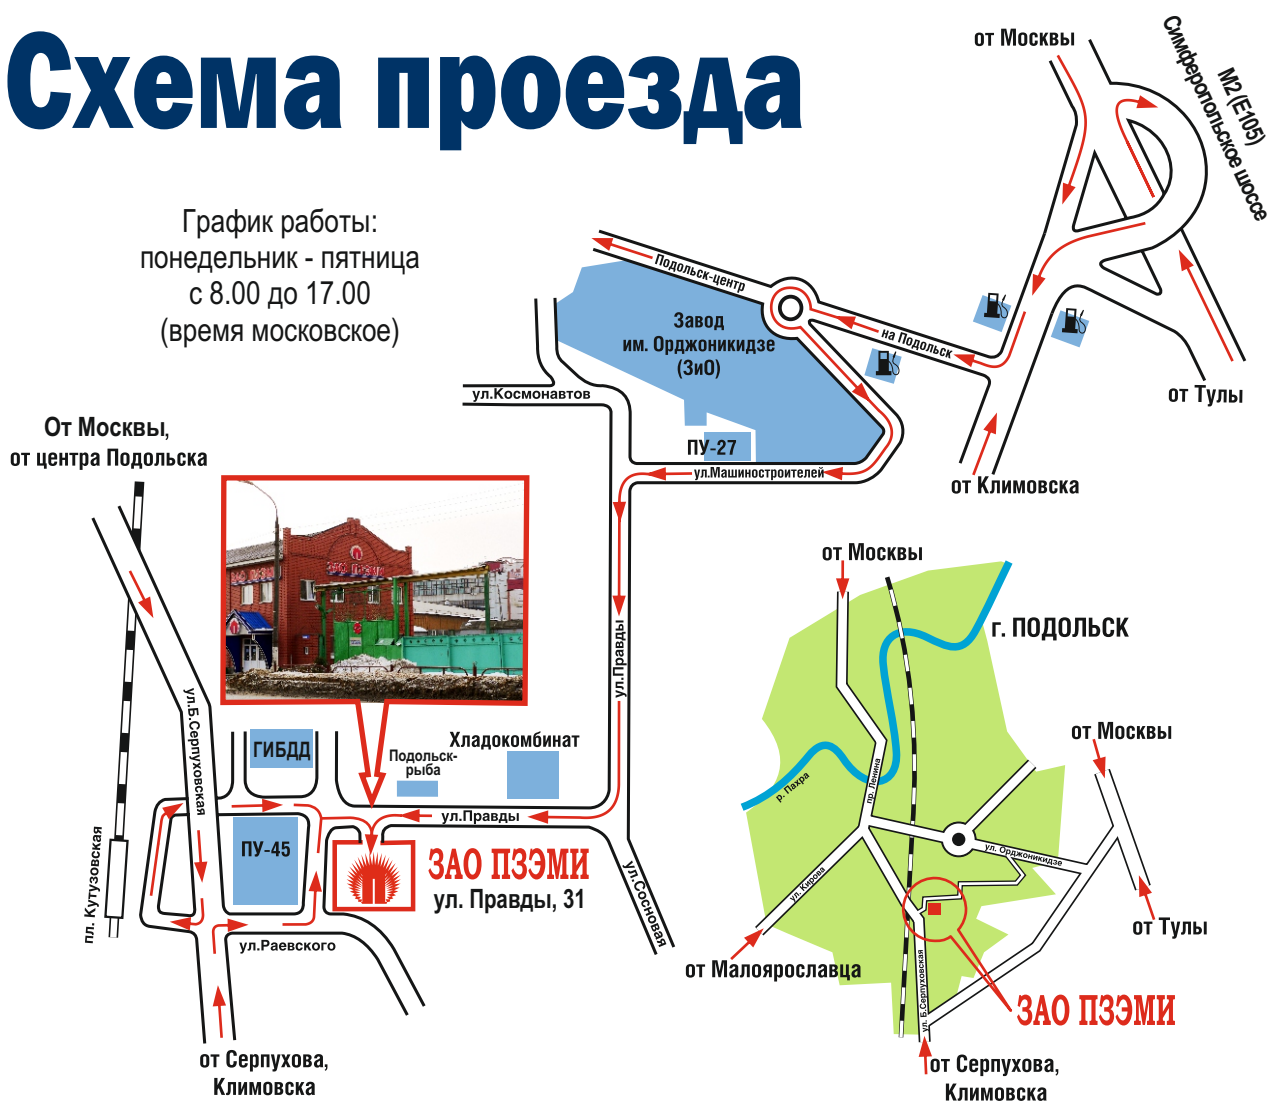 Схема проезда
График работы:
понедельник - пятница
с 8.00 до 17.00
(время московское)
от Москвы
М2 (Е105)
Симферопольское шоссе
от Тулы
от Климовска
на Подольск
Подольск-центр
Завод
им. Орджоникидзе
(ЗиО)
ПУ-27
ул.Машиностроителей
ул.Космонавтов
ул.Правды
От Москвы,
от центра Подольска
ул.Б.Серпуховская
пл. Кутузовская
ГИБДД
ПУ-45
Подольск-
рыба
Хладокомбинат
ул.Правды
ЗАО ПЗЭМИ
ул. Правды, 31
ул.Сосновая
ул.Раевского
от Серпухова,
Климовска
от Москвы
г. ПОДОЛЬСК
р. Пахра
пр. Ленина
ул. Кирова
ул. Орджоникидзе
от Москвы
от Тулы
от Малоярославца
ул. Б.Серпуховская
ЗАО ПЗЭМИ
от Серпухова,
Климовска